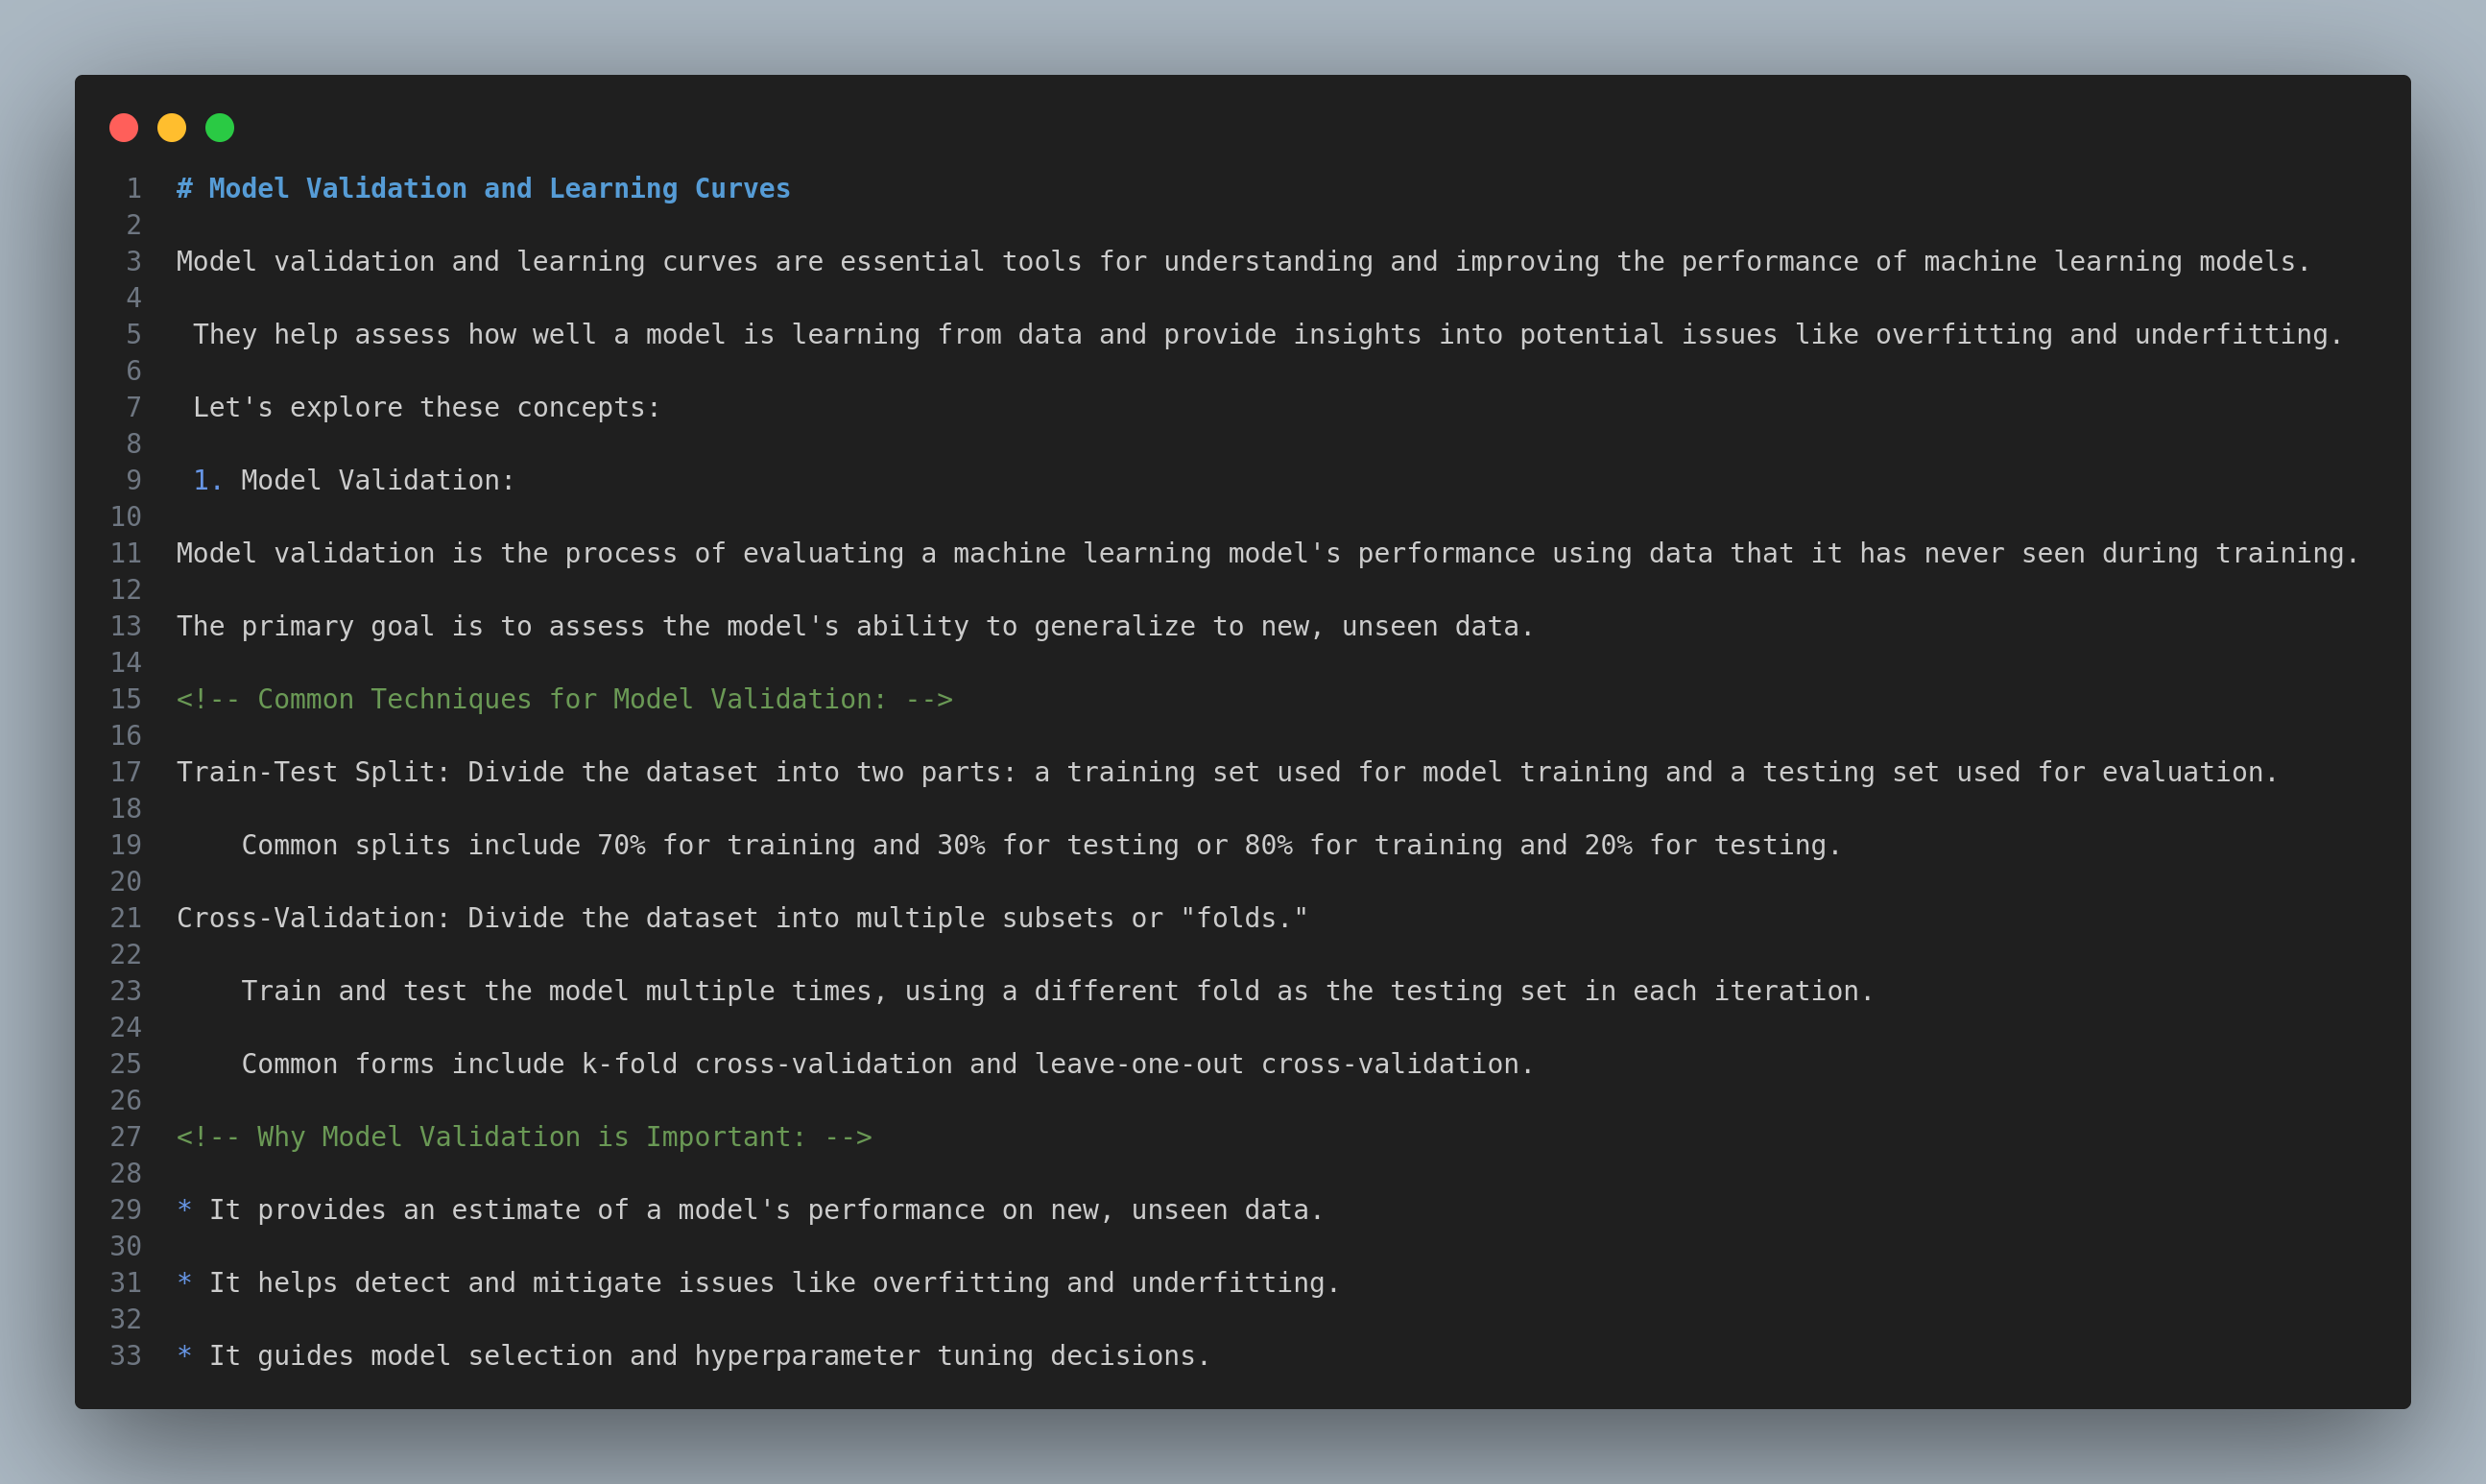 1 # Model Validation and Learning Curves
2
3 Model validation and learning curves are essential tools for understanding and improving the performance of machine learning models.
4
5 They help assess how well a model is learning from data and provide insights into potential issues like overfitting and underfitting.
6
7 Let's explore these concepts:
8
9 1. Model Validation:
10
11 Model validation is the process of evaluating a machine learning model's performance using data that it has never seen during training.
12
13 The primary goal is to assess the model's ability to generalize to new, unseen data.
14
15 <!-- Common Techniques for Model Validation: -->
16
17 Train-Test Split: Divide the dataset into two parts: a training set used for model training and a testing set used for evaluation.
18
19     Common splits include 70% for training and 30% for testing or 80% for training and 20% for testing.
20
21 Cross-Validation: Divide the dataset into multiple subsets or "folds."
22
23     Train and test the model multiple times, using a different fold as the testing set in each iteration.
24
25     Common forms include k-fold cross-validation and leave-one-out cross-validation.
26
27 <!-- Why Model Validation is Important: -->
28
29 * It provides an estimate of a model's performance on new, unseen data.
30
31 * It helps detect and mitigate issues like overfitting and underfitting.
32
33 * It guides model selection and hyperparameter tuning decisions.